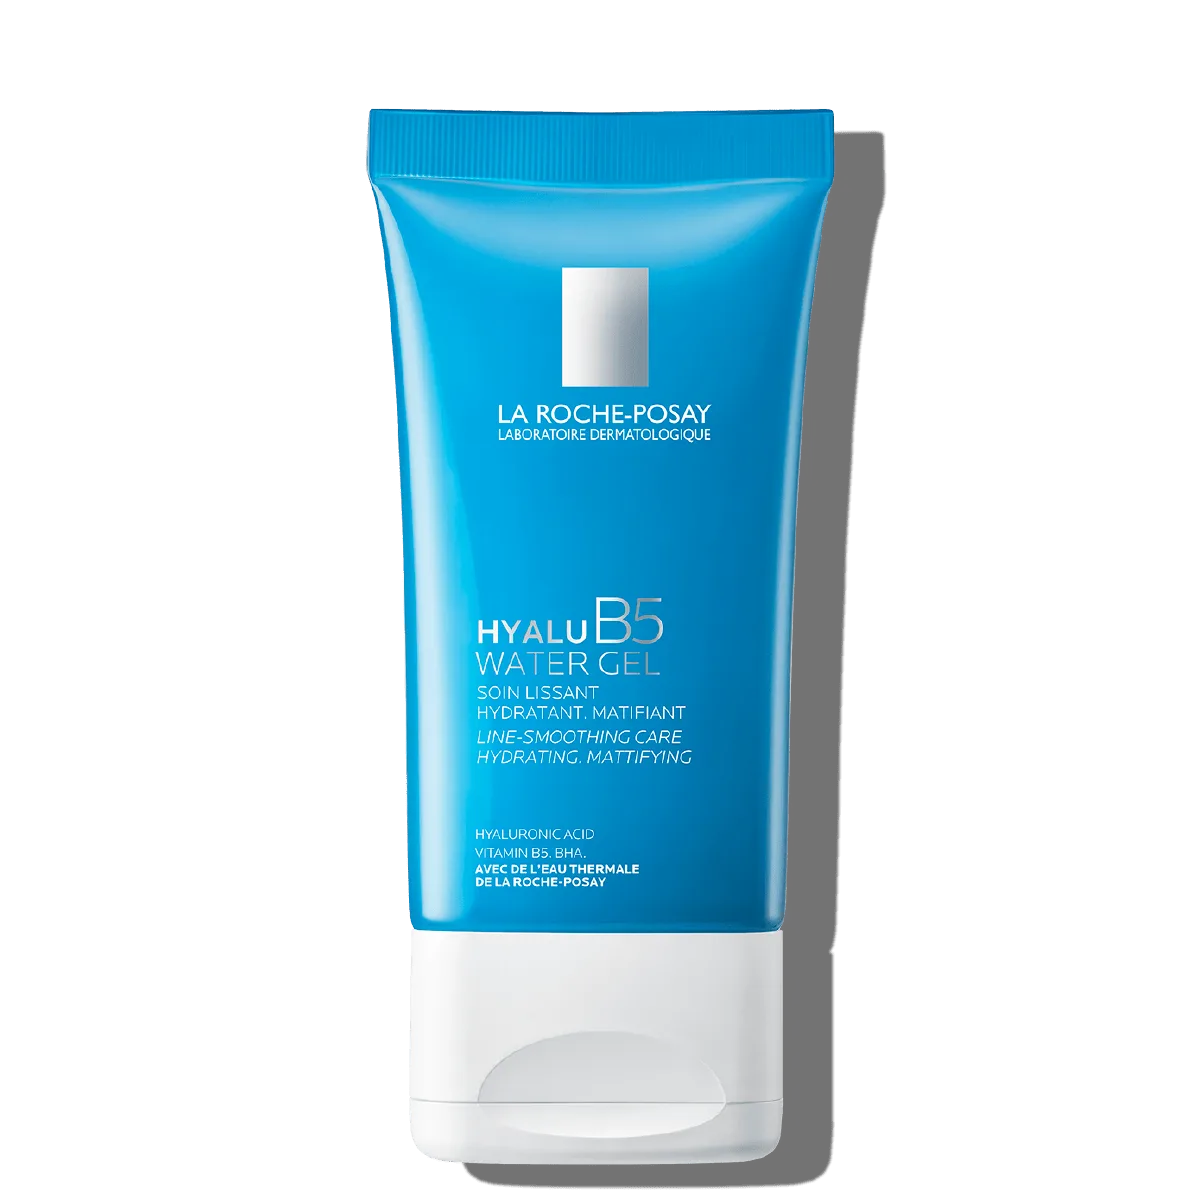 LA ROCHE-POSAY
LABORATOIRE DERMATOLOGIQUE
HYALU B5
WATER GEL
SOIN LISSANT
HYDRATANT. MATIFIANT
LINE-SMOOTHING CARE
HYDRATING. MATTIFYING
HYALURONIC ACID
VITAMIN B5. BHA.
AVEC DE L'EAU THERMALE
DE LA ROCHE-POSAY